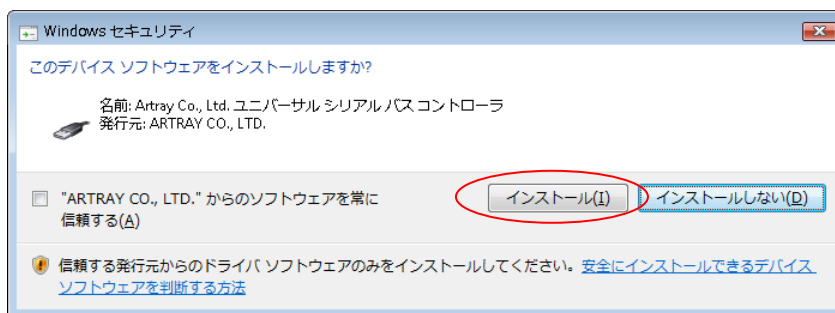 Windows セキュリティ
このデバイス ソフトウェアをインストールしますか?
名前: Artray Co., Ltd. ユニバーサル シリアル バス コントローラ
発行元: ARTRAY CO., LTD.
"ARTRAY CO., LTD." からのソフトウェアを常に
信頼する(A)
インストール(I)
インストールしない(D)
信頼する発行元からのドライバ ソフトウェアのみをインストールしてください。安全にインストールできるデバイス
ソフトウェアを判断する方法